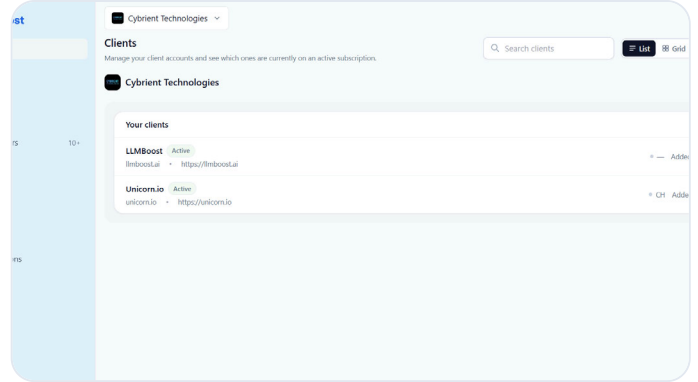 ost
Cybrient Technologies
Clients
Manage your client accounts and see which ones are currently on an active subscription.
Search clients
List
Grid
Cybrient Technologies
Your clients
LLMBoost Active
llmboost.ai • https://llmboost.ai
— Added
Unicorn.io Active
unicorn.io • https://unicorn.io
CH Adde
rs 10+
ons